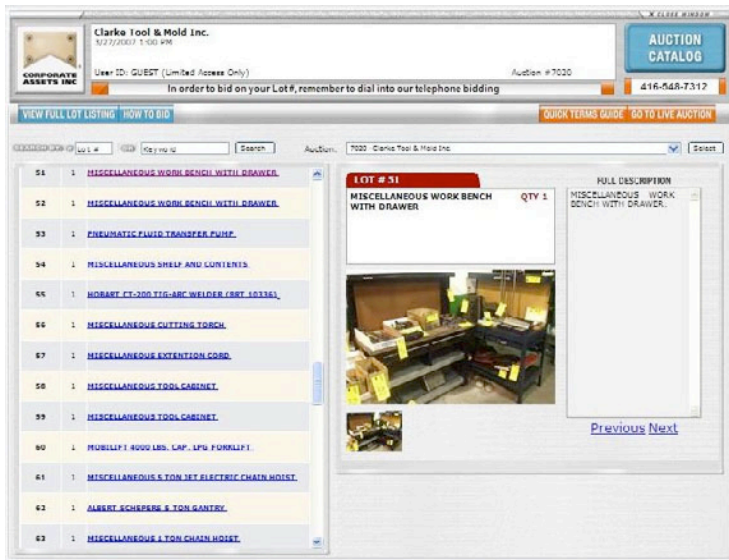 X CLOSE WINDOW
Clarke Tool & Mold Inc.
3/27/2007 1:00 PM
User ID: GUEST (Limited Access Only)
Auction #7020
CORPORATE
ASSETS INC
AUCTION
CATALOG
In order to bid on your Lot#, remember to dial into our telephone bidding
416-548-7312
VIEW FULL LOT LISTING
HOW TO BID
QUICK TERMS GUIDE
GO TO LIVE AUCTION
Lot #
Keyword
Search
Auction:
7020 - Clarke Tool & Mold Inc.
Select
51 1 MISCELLANEOUS WORK BENCH WITH DRAWER
52 1 MISCELLANEOUS WORK BENCH WITH DRAWER
53 1 PNEUMATIC FLUID TRANSFER PUMP
54 1 MISCELLANEOUS SHELF AND CONTENTS
55 1 HOBART CT-200 TIG-ARC WELDER (BRT 10336)
56 1 MISCELLANEOUS CUTTING TORCH
57 1 MISCELLANEOUS EXTENTION CORD
58 1 MISCELLANEOUS TOOL CABINET
59 1 MISCELLANEOUS TOOL CABINET
60 1 MOBILIFT 4000 LBS. CAP. LPG FORKLIFT
61 1 MISCELLANEOUS 5 TON JET ELECTRIC CHAIN HOIST
62 1 ALBERT SCHEPERS 5 TON GANTRY
63 1 MISCELLANEOUS 1 TON CHAIN HOIST
LOT # 51
MISCELLANEOUS WORK BENCH
WITH DRAWER
QTY 1
FULL DESCRIPTION
MISCELLANEOUS WORK
BENCH WITH DRAWER.
Previous Next